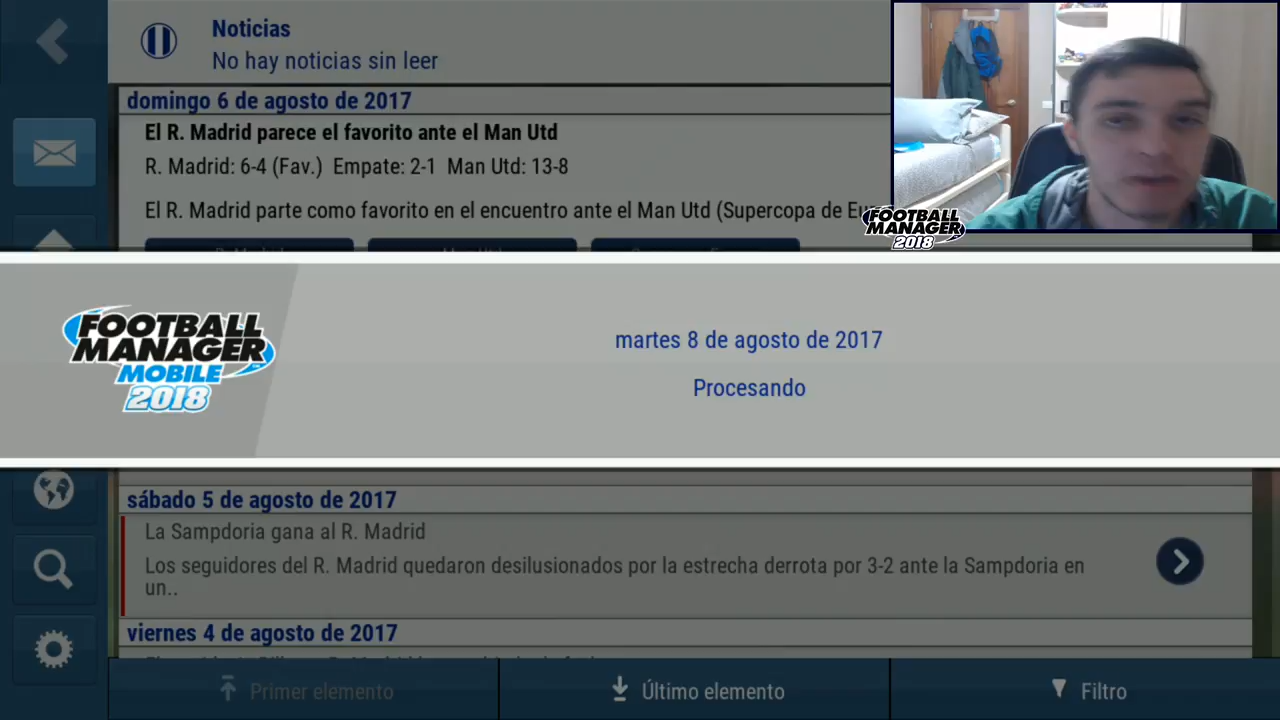 Noticias
No hay noticias sin leer
domingo 6 de agosto de 2017
El R. Madrid parece el favorito ante el Man Utd
R. Madrid: 6-4 (Fav.) Empate: 2-1 Man Utd: 13-8
El R. Madrid parte como favorito en el encuentro ante el Man Utd (Supercopa de
FOOTBALL
MANAGER
2018
FOOTBALL
MANAGER
MOBILE
2018
martes 8 de agosto de 2017
Procesando
sábado 5 de agosto de 2017
La Sampdoria gana al R. Madrid
Los seguidores del R. Madrid quedaron desilusionados por la estrecha derrota por 3-2 ante la Sampdoria en
un..
viernes 4 de agosto de 2017
Primer elemento
Último elemento
Filtro